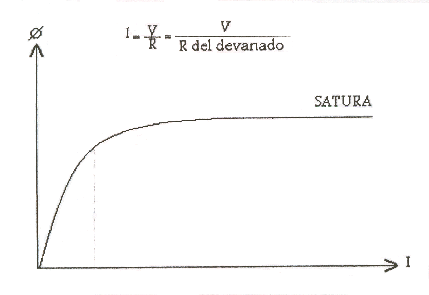 Ø
I = V/R = V / R del devanado
SATURA
I